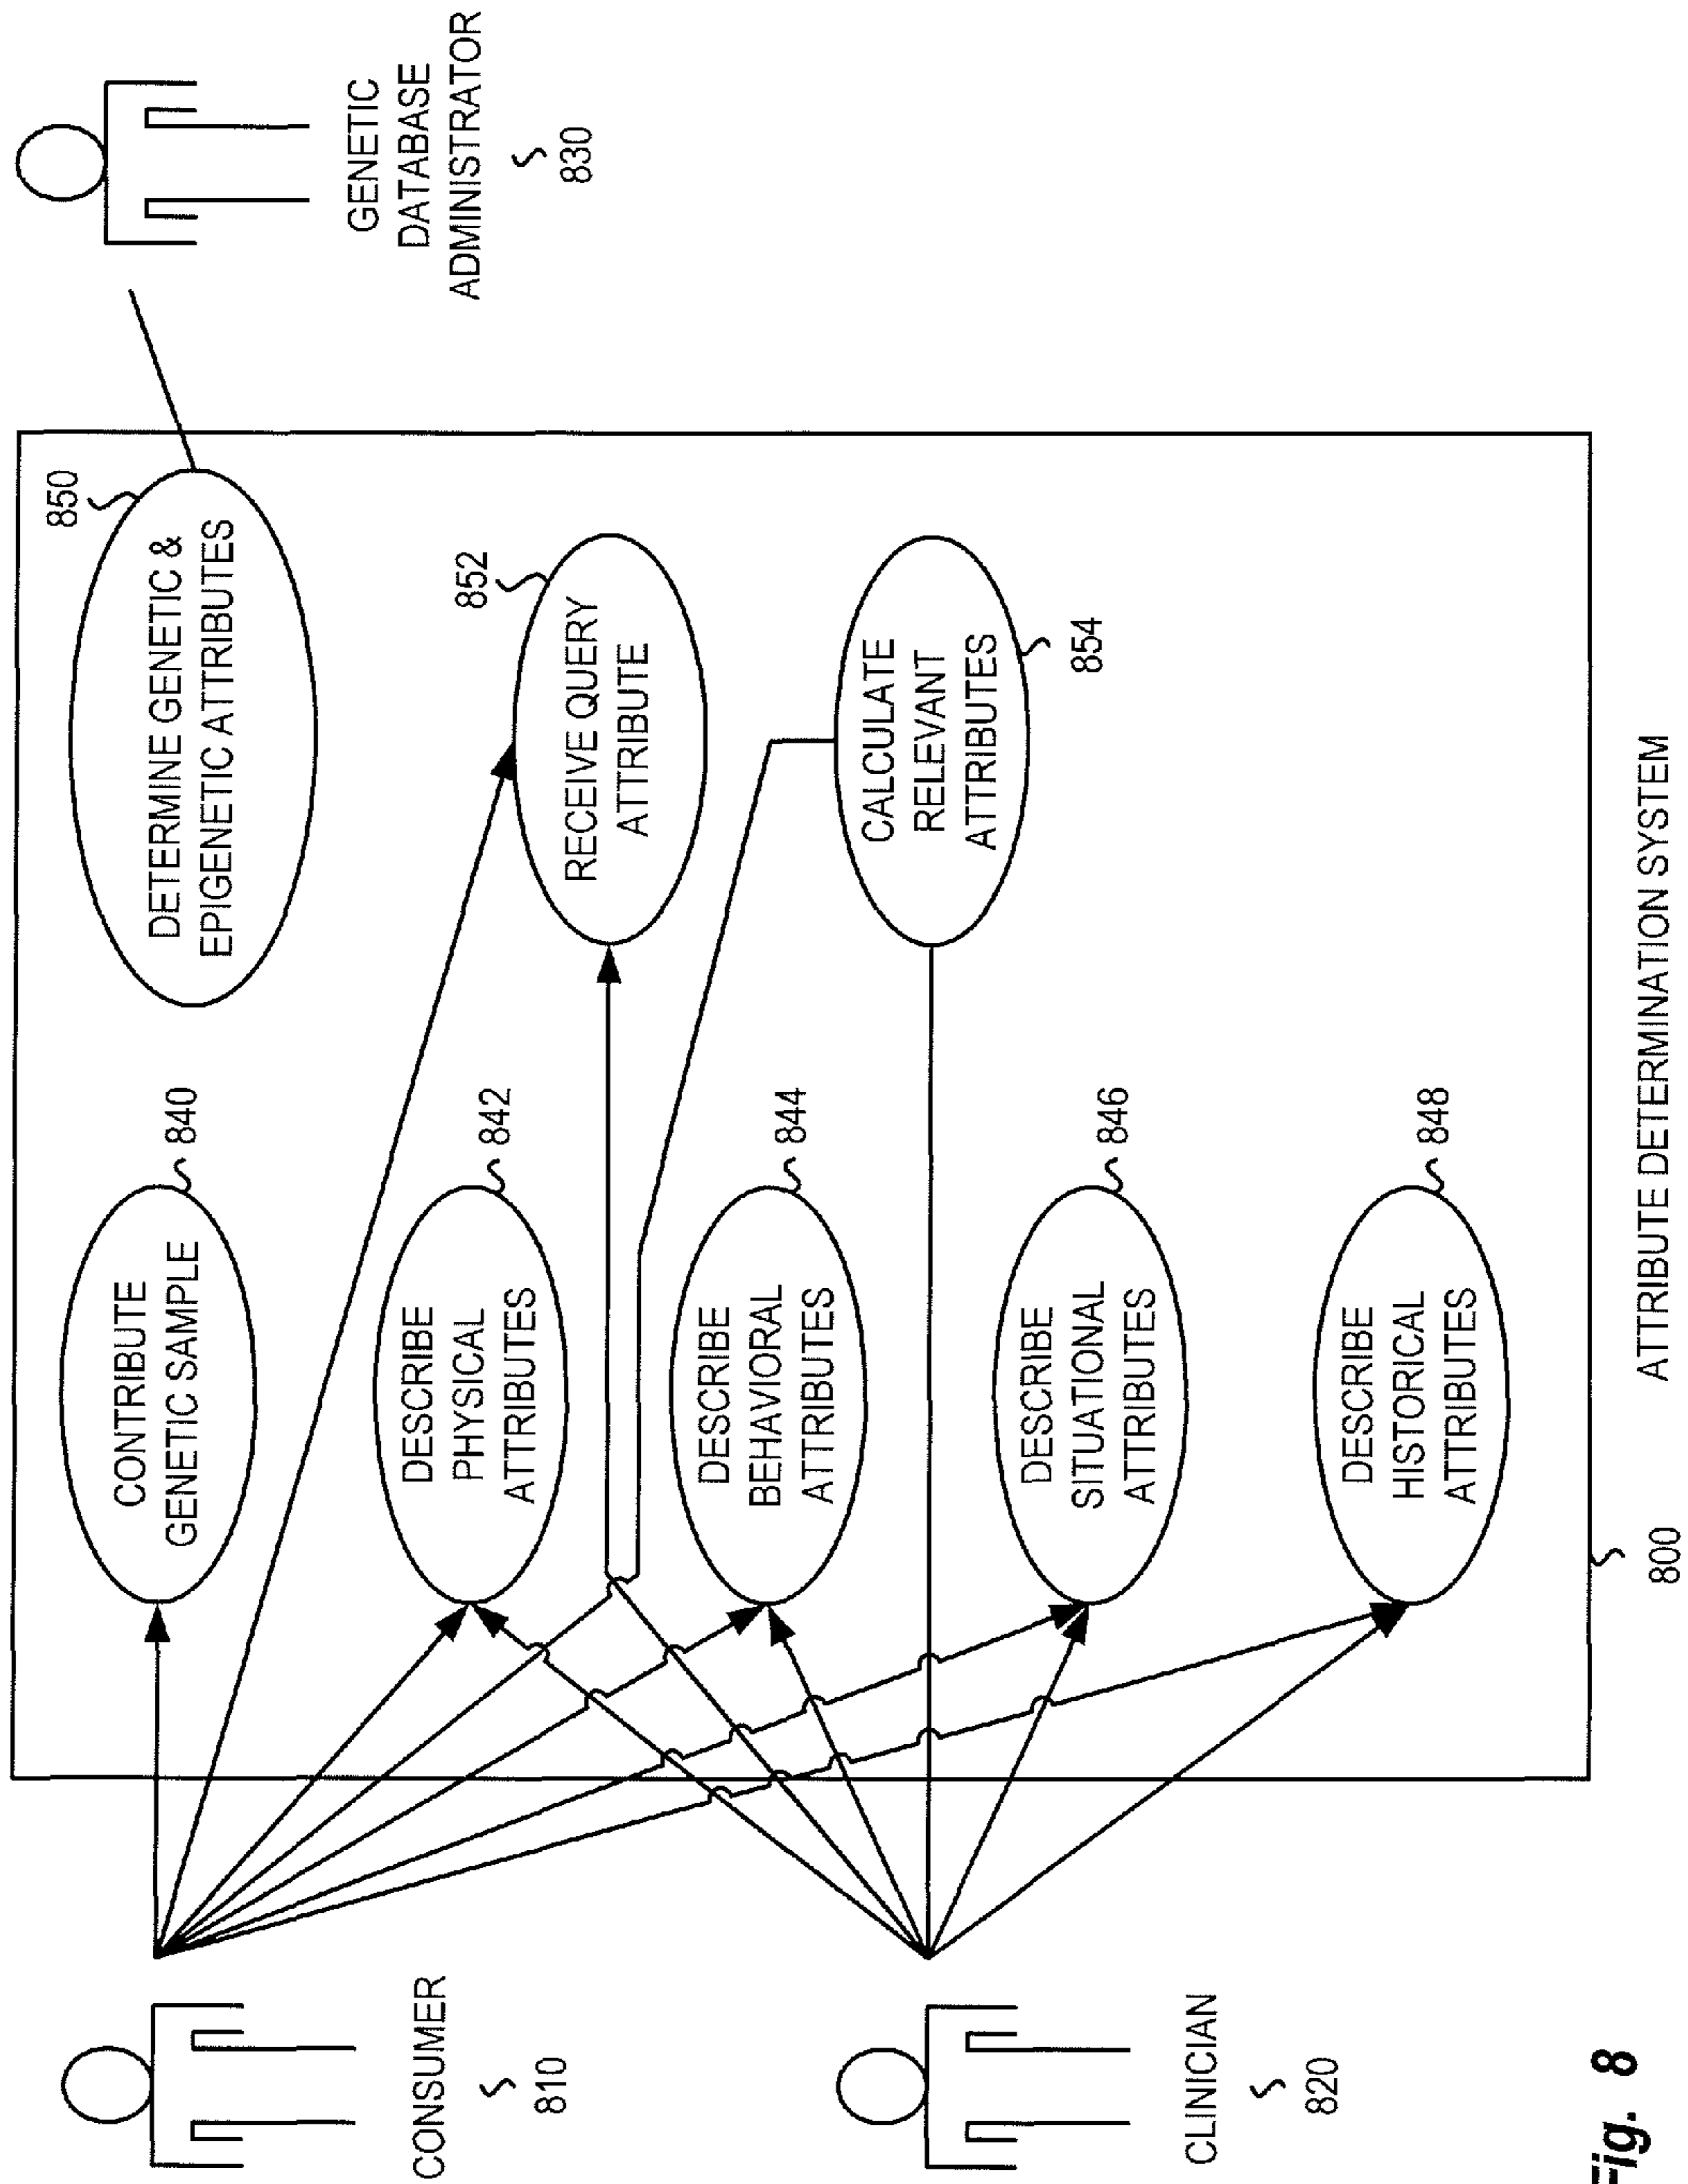 GENETIC
DATABASE
ADMINISTRATOR
830
850
DETERMINE GENETIC &
EPIGENETIC ATTRIBUTES
852
RECEIVE QUERY
ATTRIBUTE
CALCULATE
RELEVANT
ATTRIBUTES
854
CONTRIBUTE
GENETIC SAMPLE
840
DESCRIBE
PHYSICAL
ATTRIBUTES
842
DESCRIBE
BEHAVIORAL
ATTRIBUTES
844
DESCRIBE
SITUATIONAL
ATTRIBUTES
846
DESCRIBE
HISTORICAL
ATTRIBUTES
848
CONSUMER
810
CLINICIAN
820
800
ATTRIBUTE DETERMINATION SYSTEM
Fig. 8